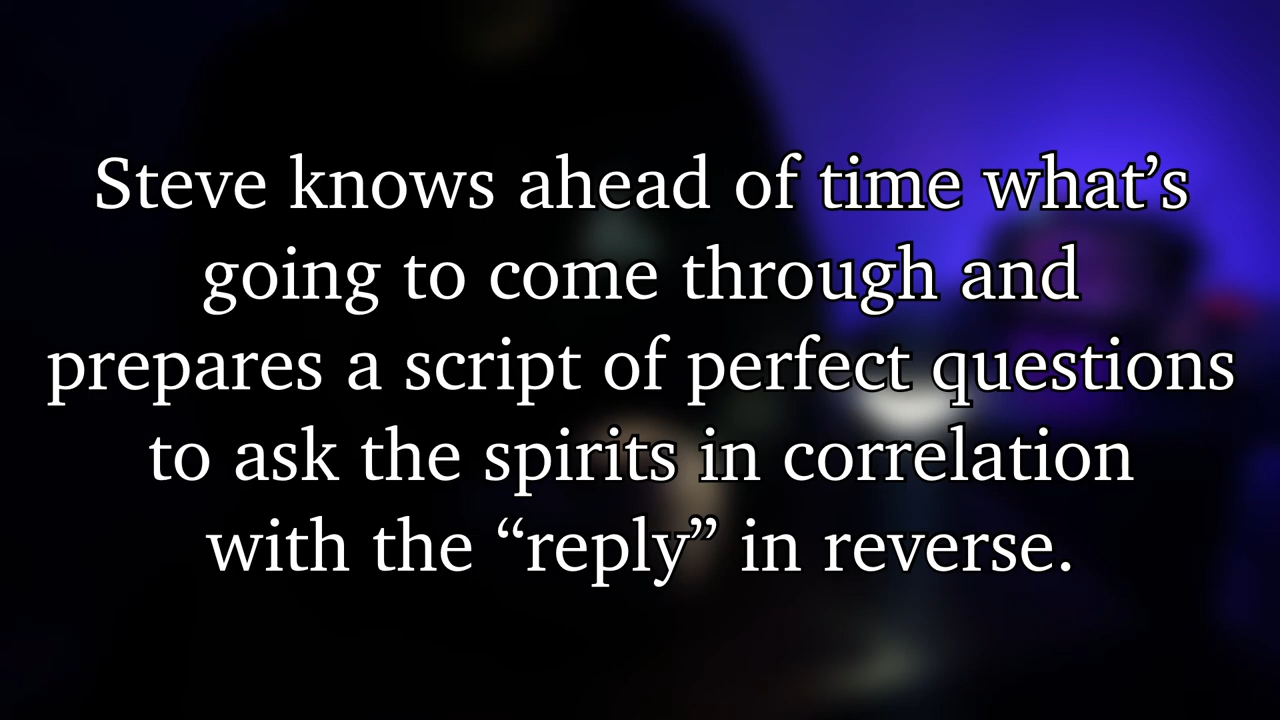 Steve knows ahead of time what’s
going to come through and
prepares a script of perfect questions
to ask the spirits in correlation
with the “reply” in reverse.